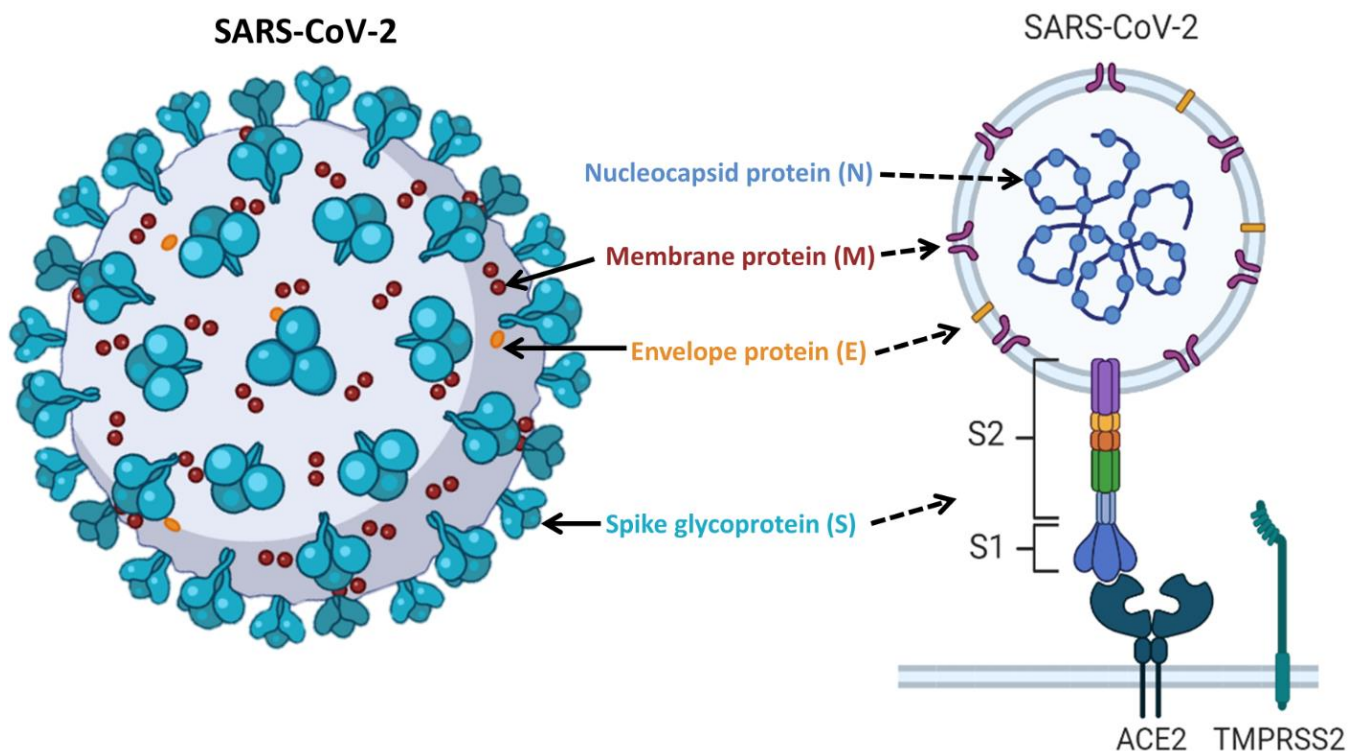 SARS-CoV-2
SARS-CoV-2
Nucleocapsid protein (N)
Membrane protein (M)
Envelope protein (E)
Spike glycoprotein (S)
S2
S1
ACE2
TMPRSS2